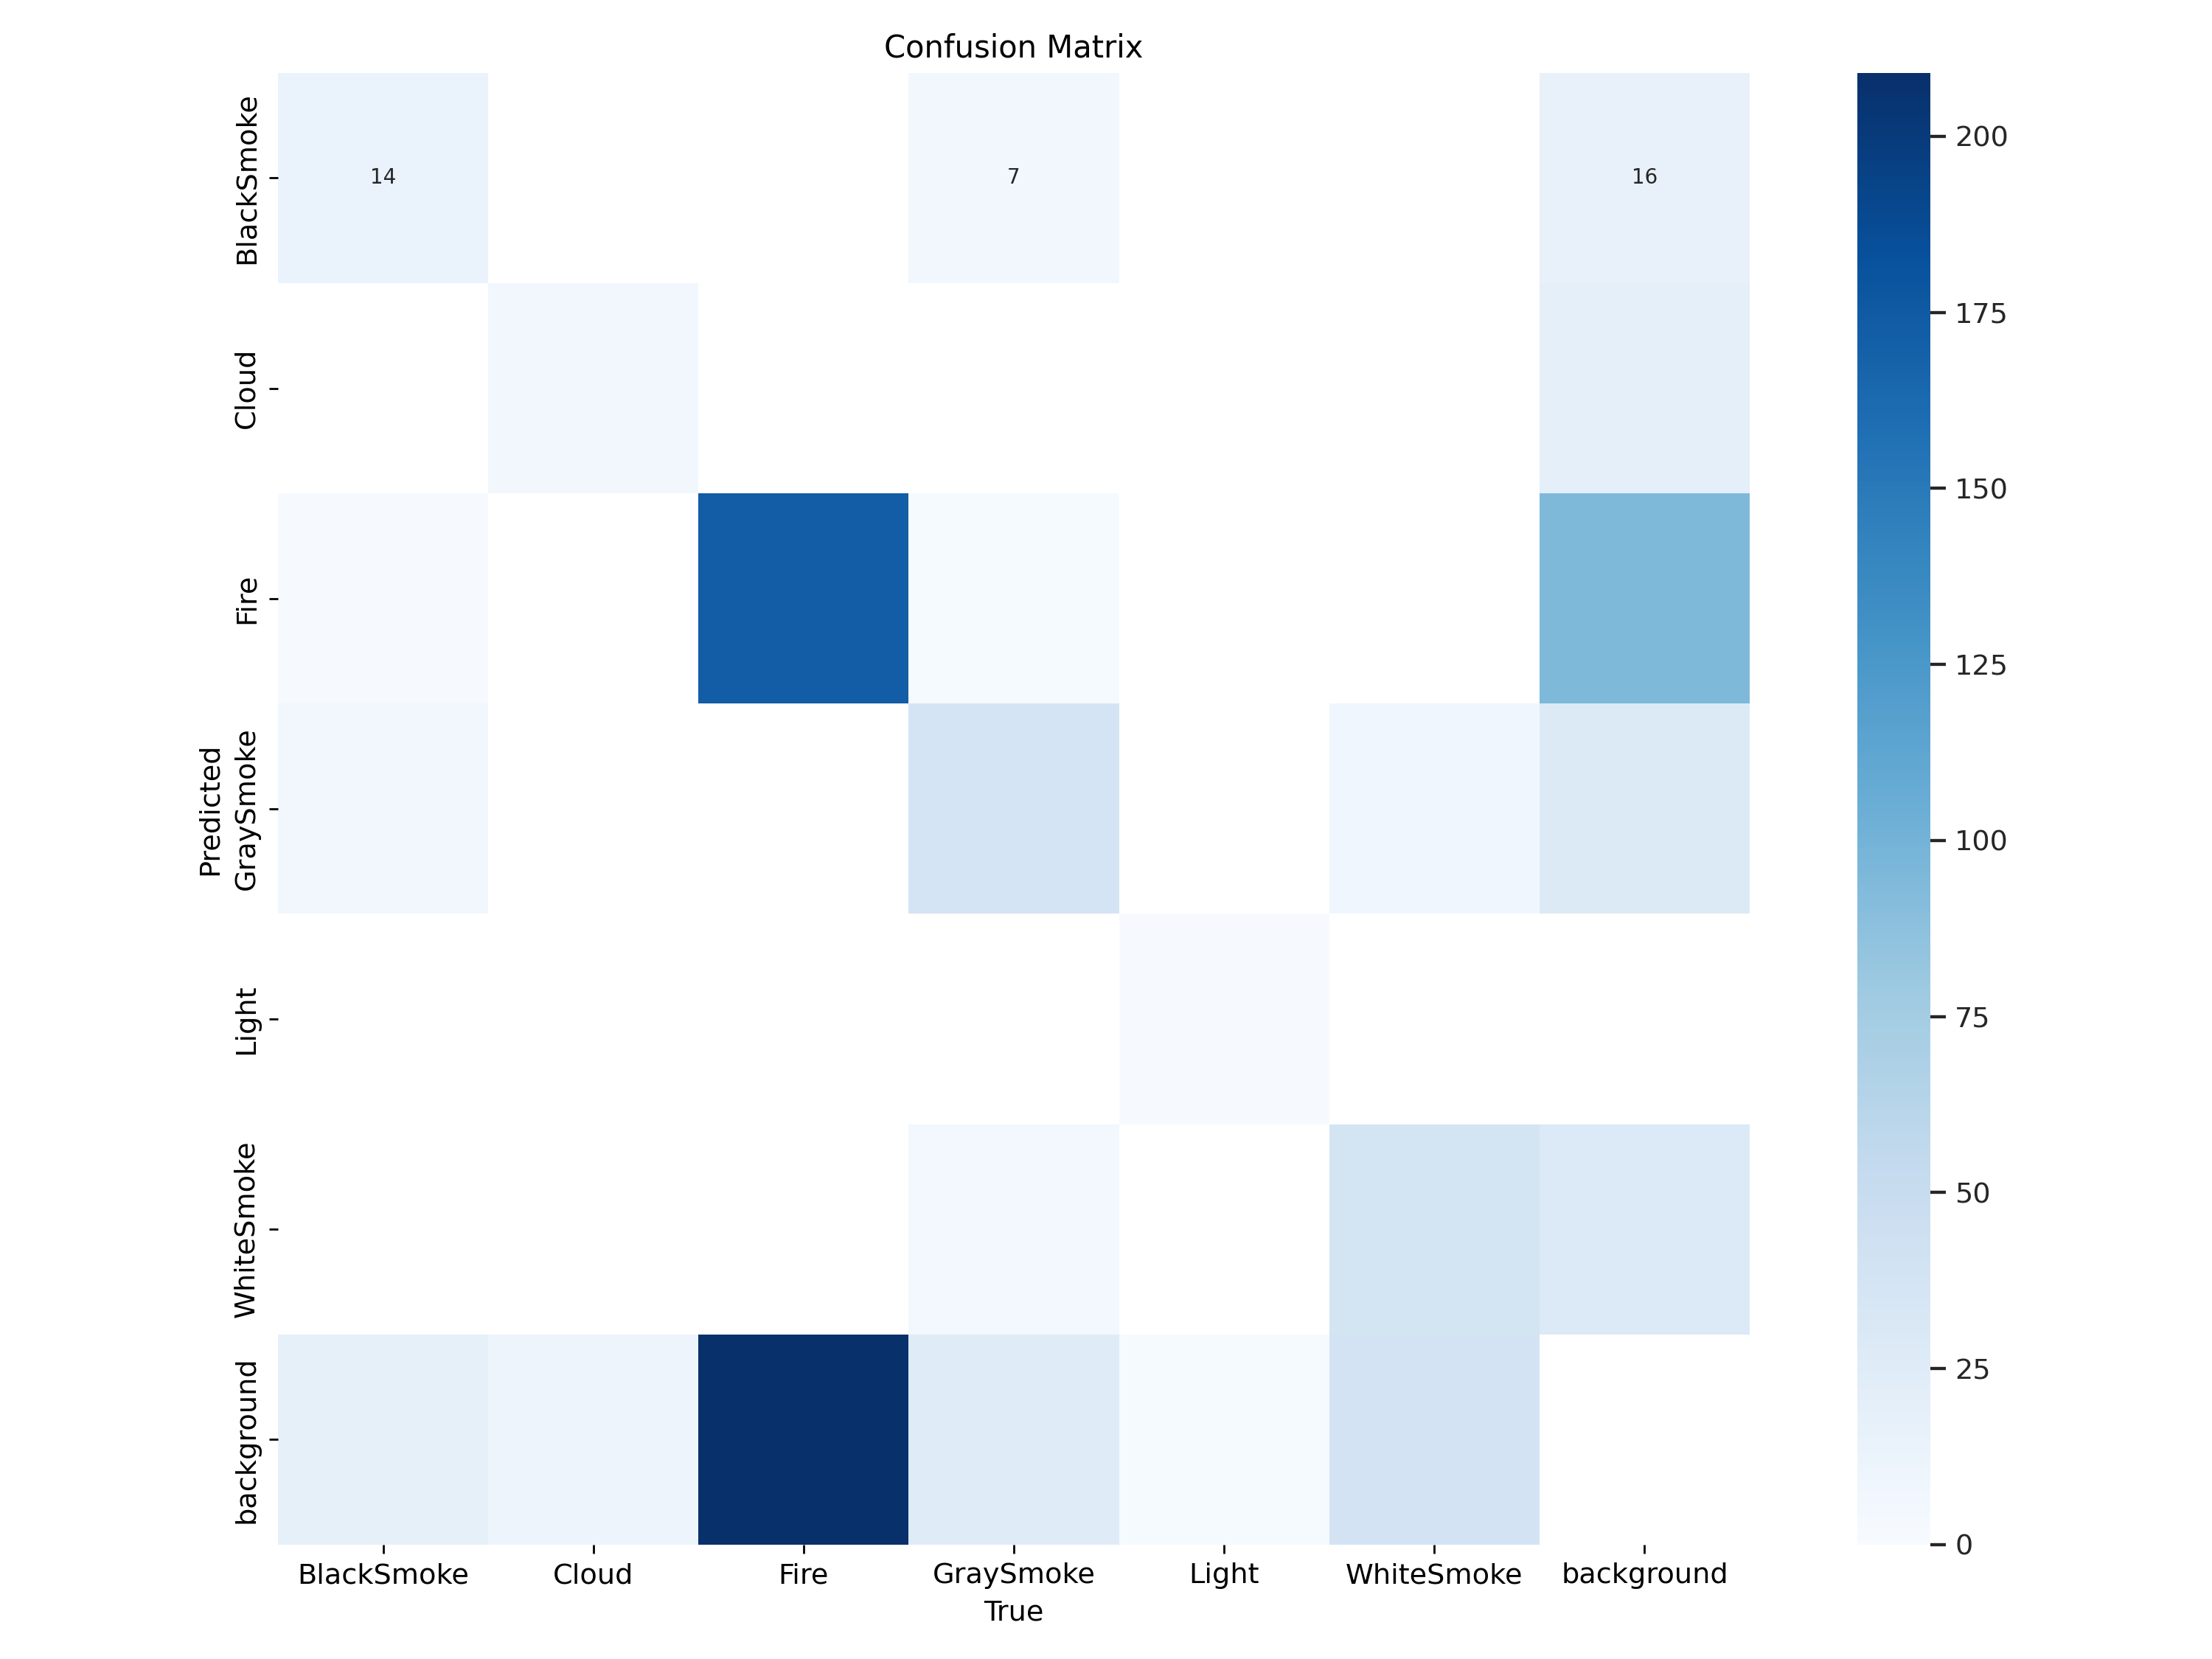 Confusion Matrix
BlackSmoke
14
7
16
Cloud
Fire
GraySmoke
Light
WhiteSmoke
background
Predicted
BlackSmoke Cloud Fire GraySmoke Light WhiteSmoke background
True
200
175
150
125
100
75
50
25
0